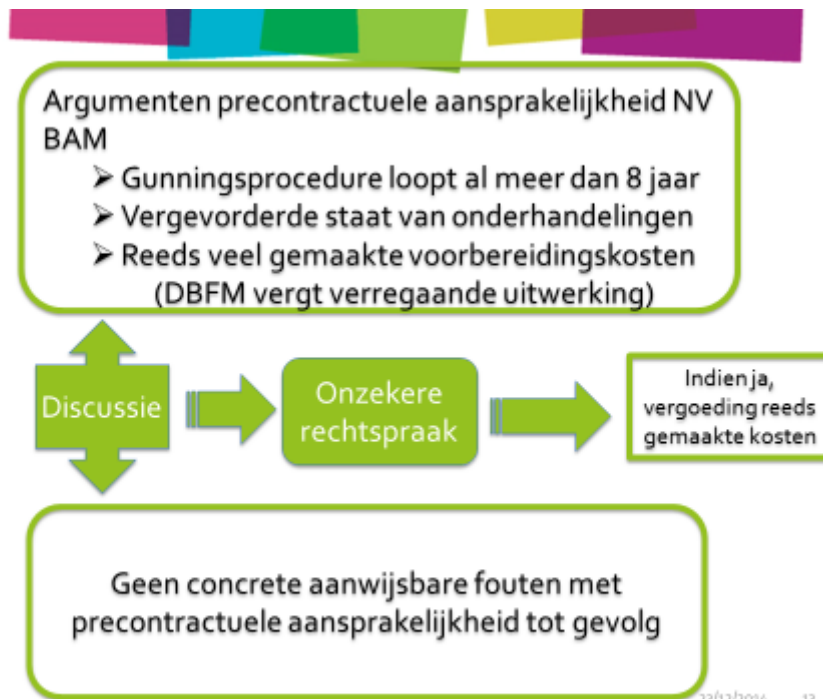 Argumenten precontractuele aansprakelijkheid NV
BAM
➢ Gunningsprocedure loopt al meer dan 8 jaar
➢ Vergevorderde staat van onderhandelingen
➢ Reeds veel gemaakte voorbereidingskosten
(DBFM vergt verregaande uitwerking)
Discussie
Onzekere
rechtspraak
Indien ja,
vergoeding reeds
gemaakte kosten
Geen concrete aanwijsbare fouten met
precontractuele aansprakelijkheid tot gevolg